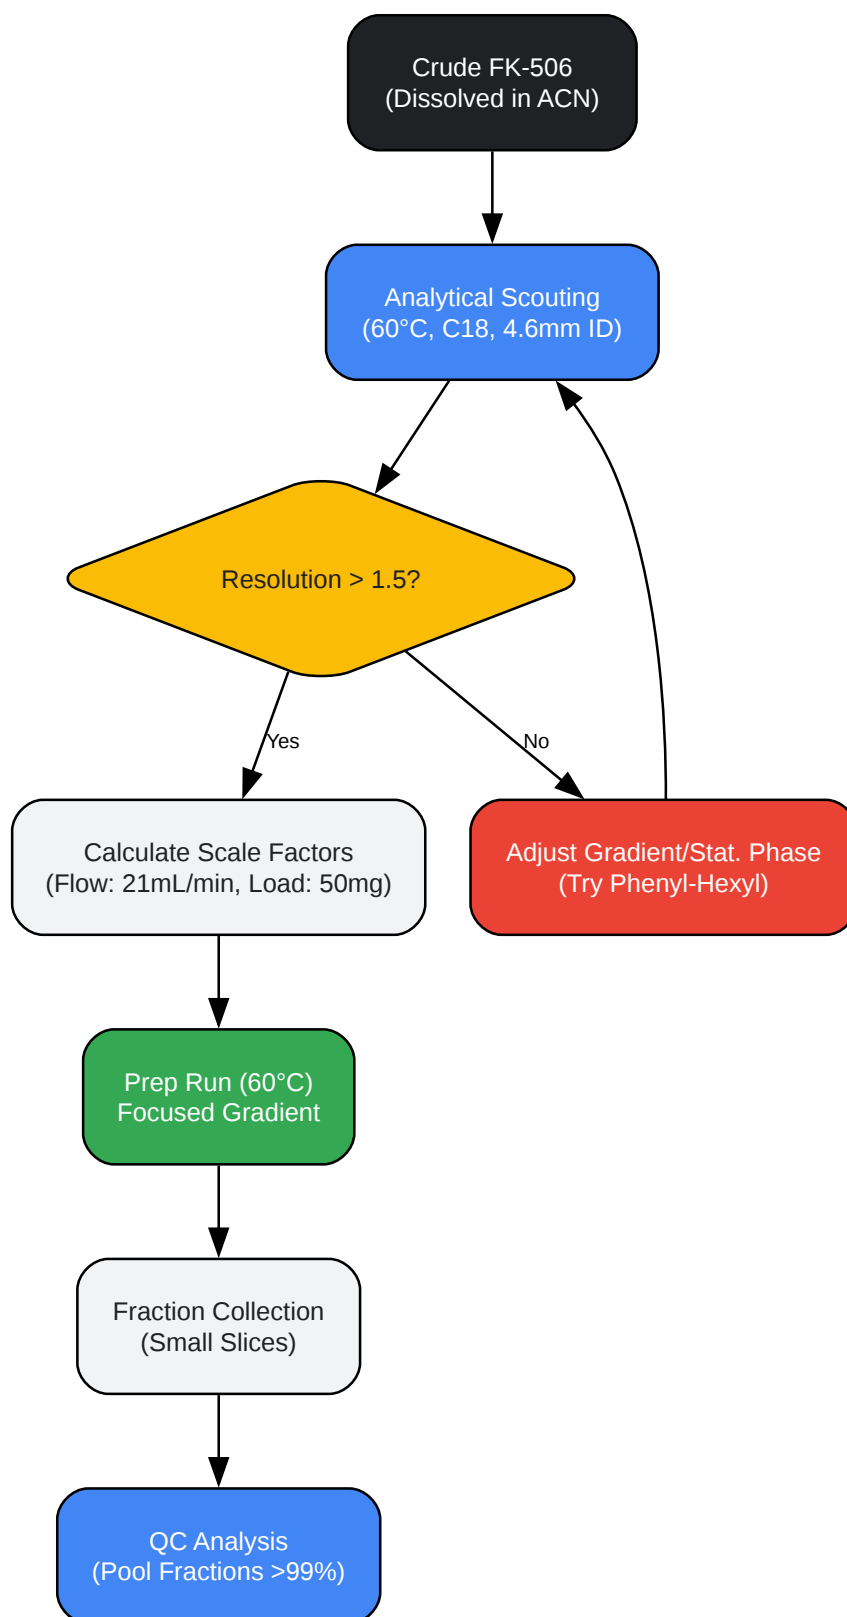 Crude FK-506
(Dissolved in ACN)
Analytical Scouting
(60°C, C18, 4.6mm ID)
Resolution > 1.5?
Yes
No
Calculate Scale Factors
(Flow: 21mL/min, Load: 50mg)
Adjust Gradient/Stat. Phase
(Try Phenyl-Hexyl)
Prep Run (60°C)
Focused Gradient
Fraction Collection
(Small Slices)
QC Analysis
(Pool Fractions >99%)